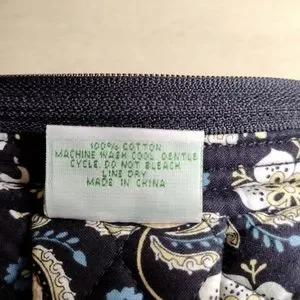 100% COTTON
MACHINE WASH COOL, GENTLE
CYCLE. DO NOT BLEACH
LINE DRY
MADE IN CHINA